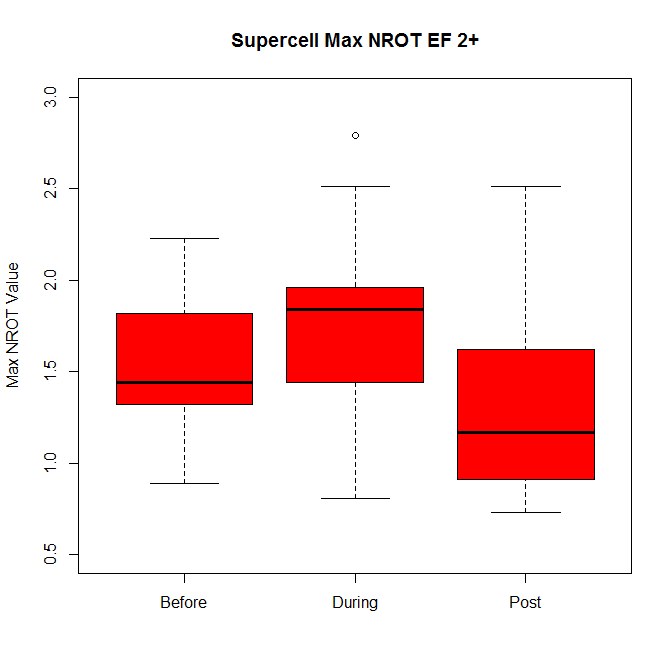 Supercell Max NROT EF 2+
Max NROT Value
3.0
2.5
2.0
1.5
1.0
0.5
Before During Post